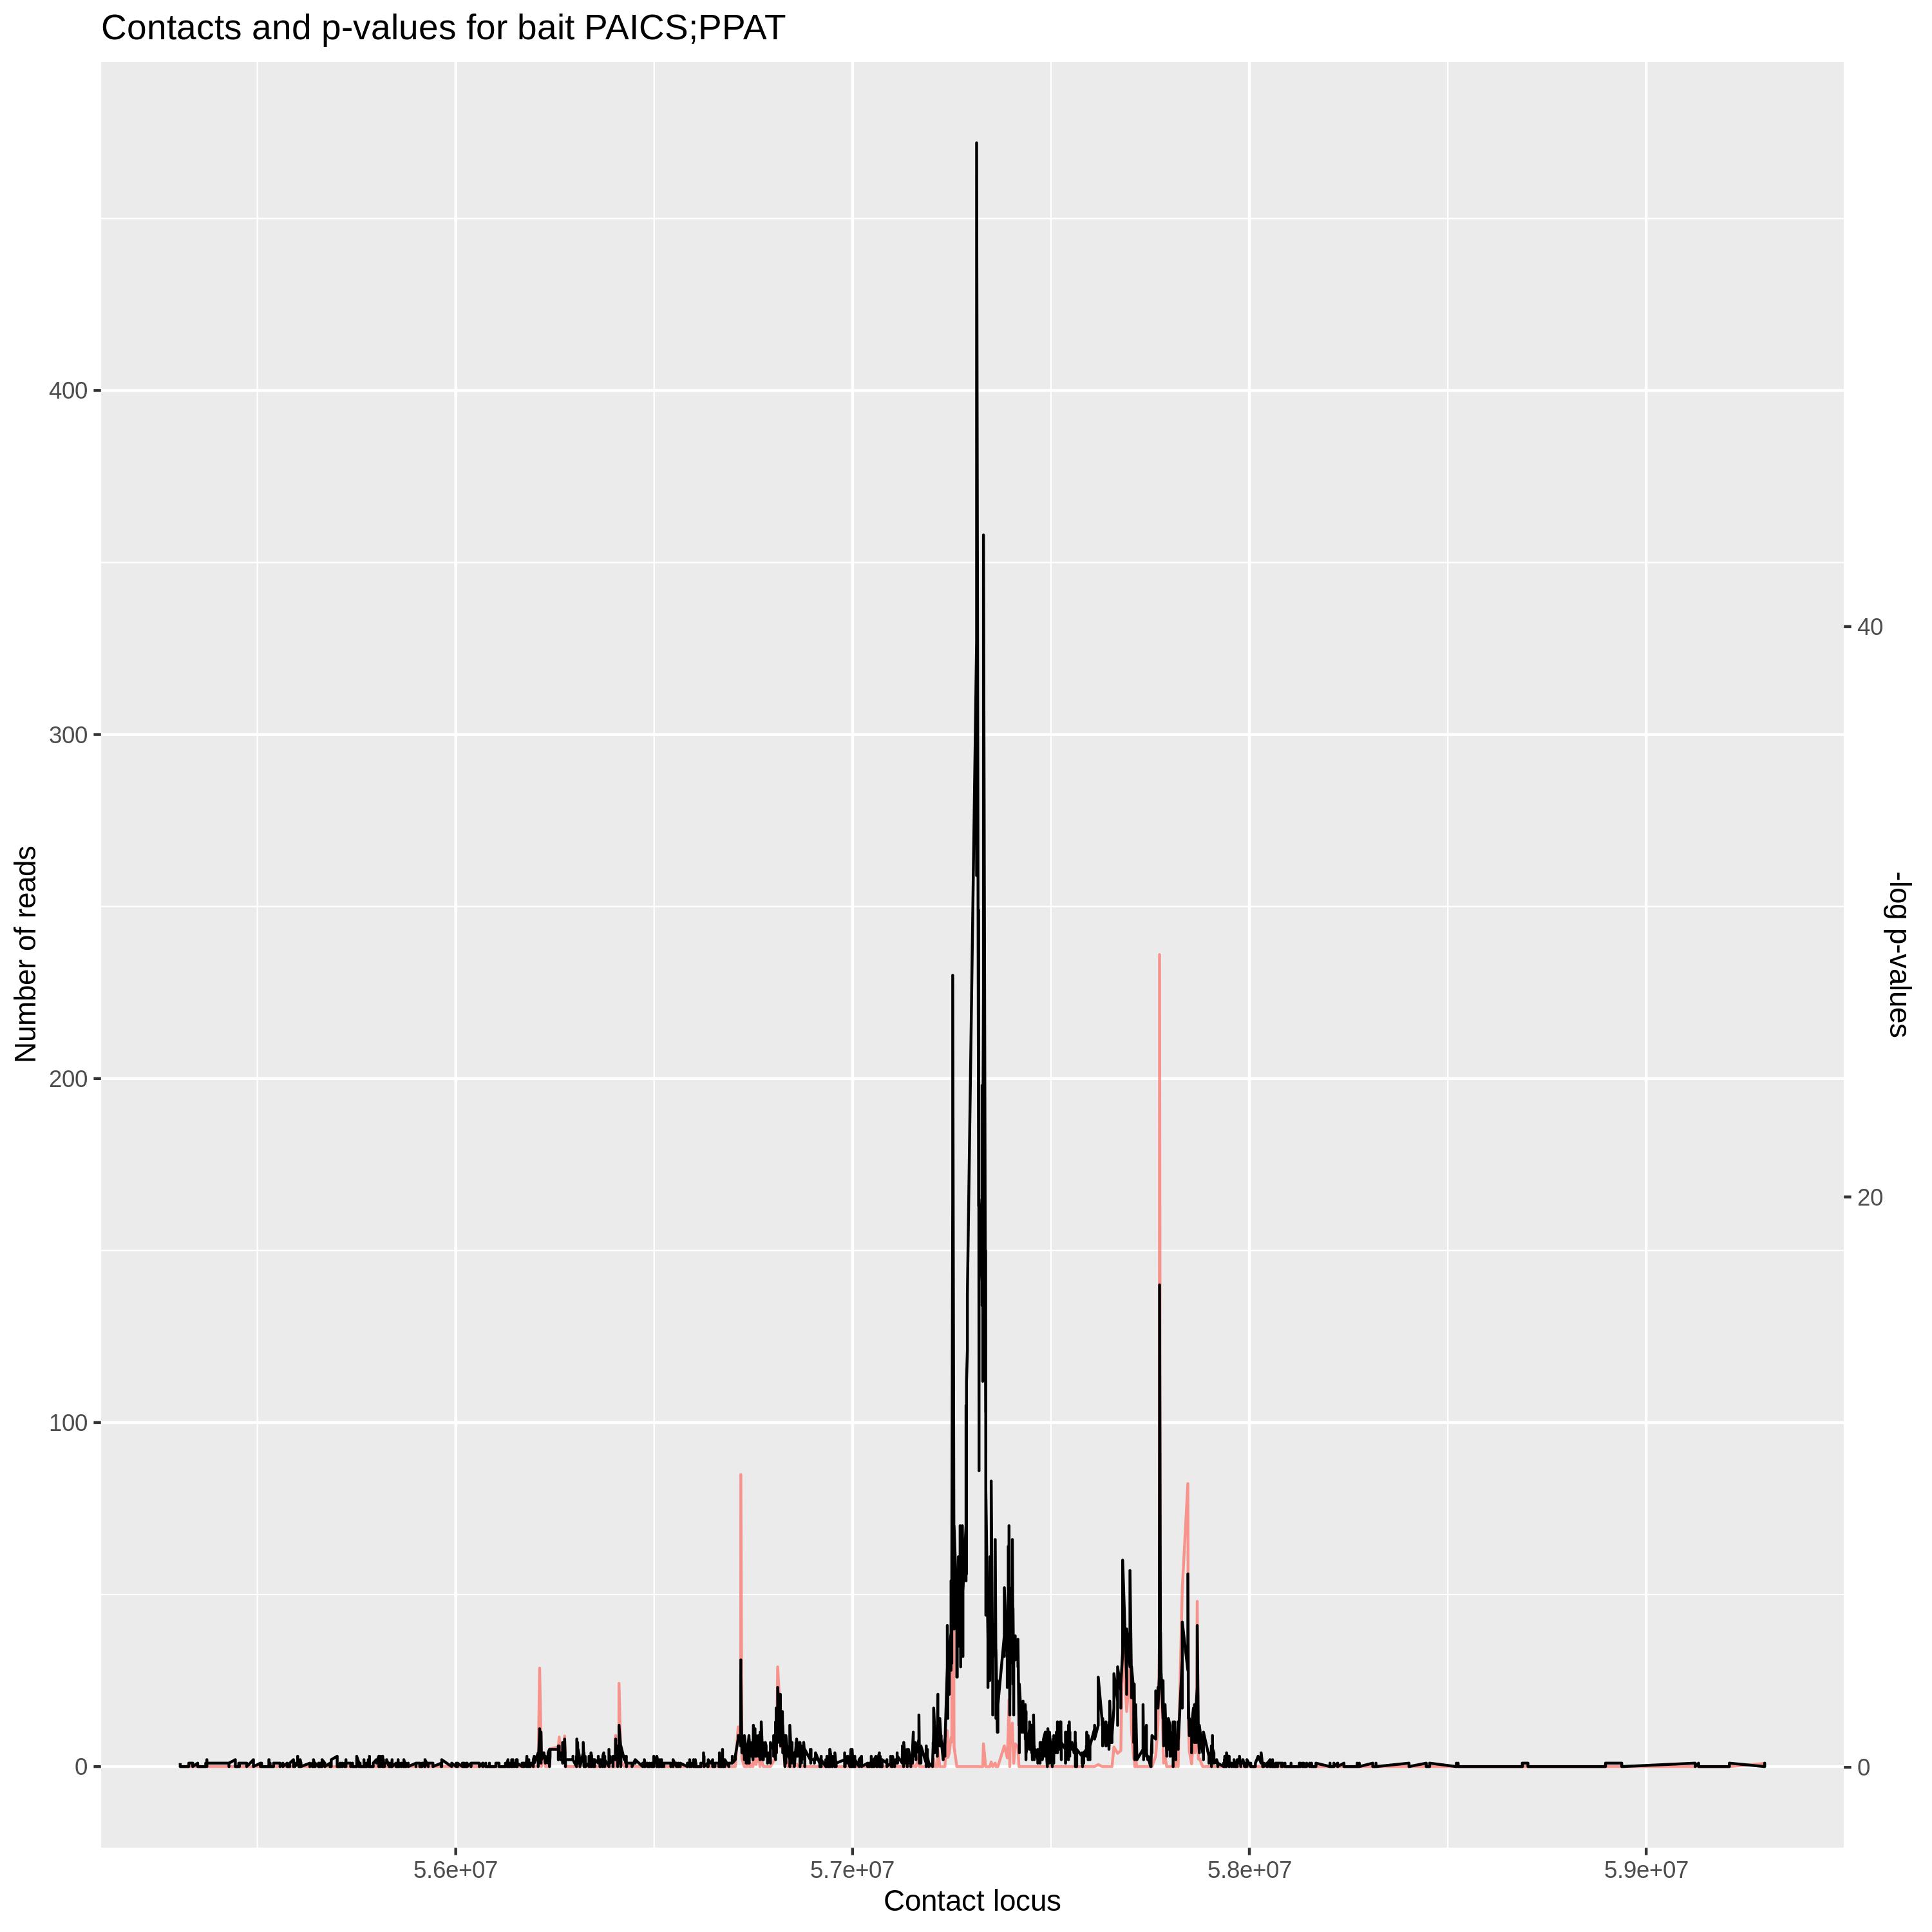 Contacts and p-values for bait PAICS;PPAT
Number of reads
400
300
200
100
0
40
20
0
-log p-values
5.6e+07
5.7e+07
5.8e+07
5.9e+07
Contact locus